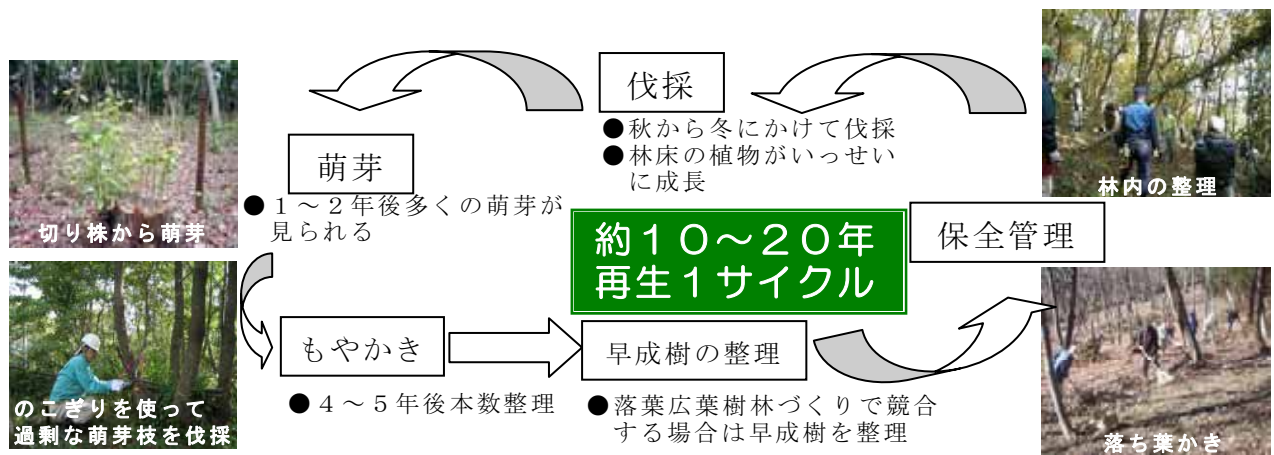 伐採
●秋から冬にかけて伐採
●林床の植物がいっせい
に成長
萌芽
●１～２年後多くの萌芽が
見られる
切り株から萌芽
林内の整理
約１０～２０年
再生１サイクル
保全管理
もやかき
●４～５年後本数整理
早成樹の整理
●落葉広葉樹林づくりで競合
する場合は早成樹を整理
のこぎりを使って
過剰な萌芽枝を伐採
落ち葉かき